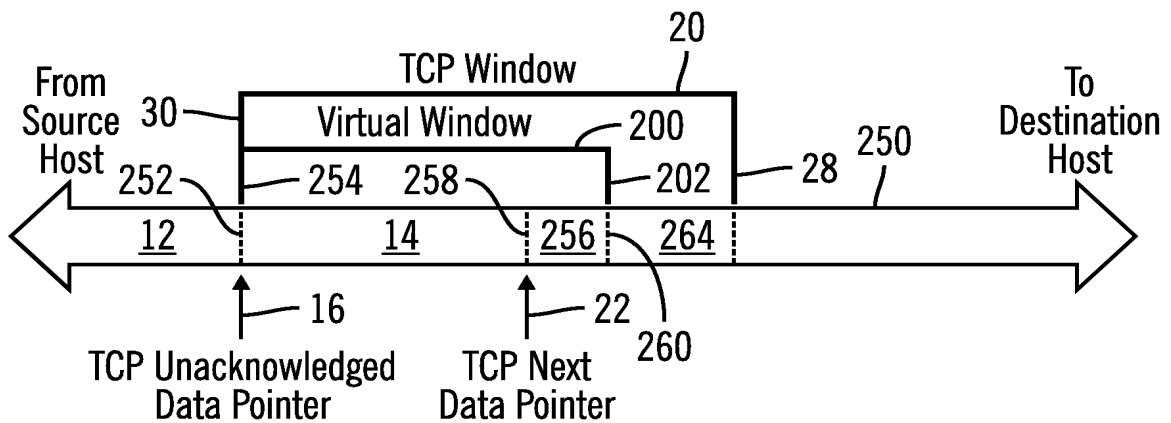 20
TCP Window
From
Source
Host
30
Virtual Window
200
To
Destination
Host
252
254
258
202
28
250
12
14
256
264
16
22
260
TCP Unacknowledged
Data Pointer
TCP Next
Data Pointer